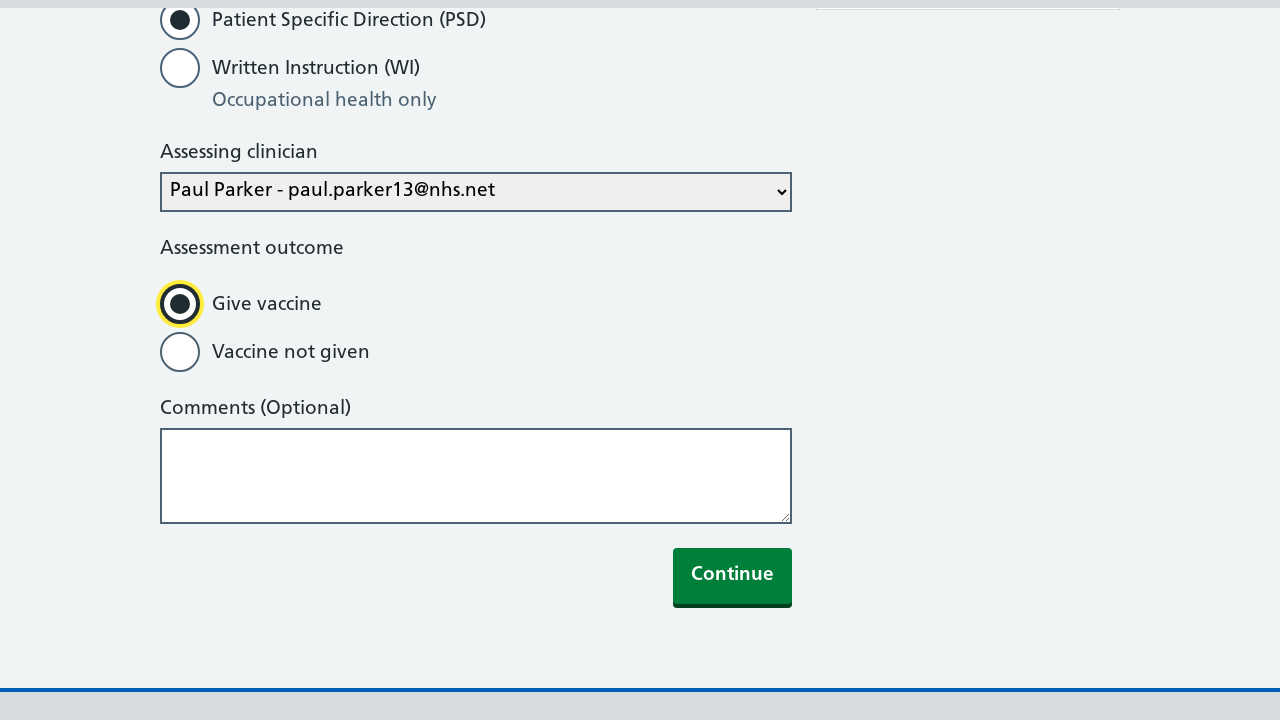 Patient Specific Direction (PSD)
Written Instruction (WI)
Occupational health only
Assessing clinician
Paul Parker - paul.parker13@nhs.net
Assessment outcome
Give vaccine
Vaccine not given
Comments (Optional)
Continue